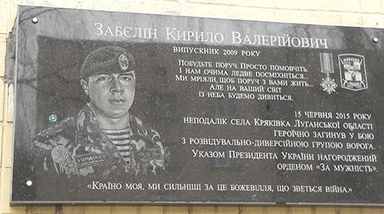 ЗАБЄЛІН КИРИЛО ВАЛЕРІЙОВИЧ
ВИПУСКНИК 2009 РОКУ
ПОБУДЬТЕ ПОРУЧ. ПРОСТО ПОМОВЧІТЬ.
І НАМ ОЧИМА ЛЕДВЕ ПОСМІХНІТЬСЯ...
МИ МРІЯЛИ, ЩОБ ПОРУЧ З ВАМИ ЖИТЬ...
АЛЕ НА ВАШ СВІТ
ІЗ НЕБА БУДЕМО ДИВИТЬСЯ.
15 ЧЕРВНЯ 2015 РОКУ
НЕПОДАЛІК СЕЛА КРЯКІВКА ЛУГАНСЬКОЇ ОБЛАСТІ
ГЕРОЇЧНО ЗАГИНУВ У БОЮ
З РОЗВІДУВАЛЬНО-ДИВЕРСІЙНОЮ ГРУПОЮ ВОРОГА.
УКАЗОМ ПРЕЗИДЕНТА УКРАЇНИ НАГОРОДЖЕНИЙ
ОРДЕНОМ «ЗА МУЖНІСТЬ».
«КРАЇНО МОЯ, МИ СИЛЬНІШІ ЗА ЦЕ БОЖЕВІЛЛЯ, ЩО ЗВЕТЬСЯ ВІЙНА.»